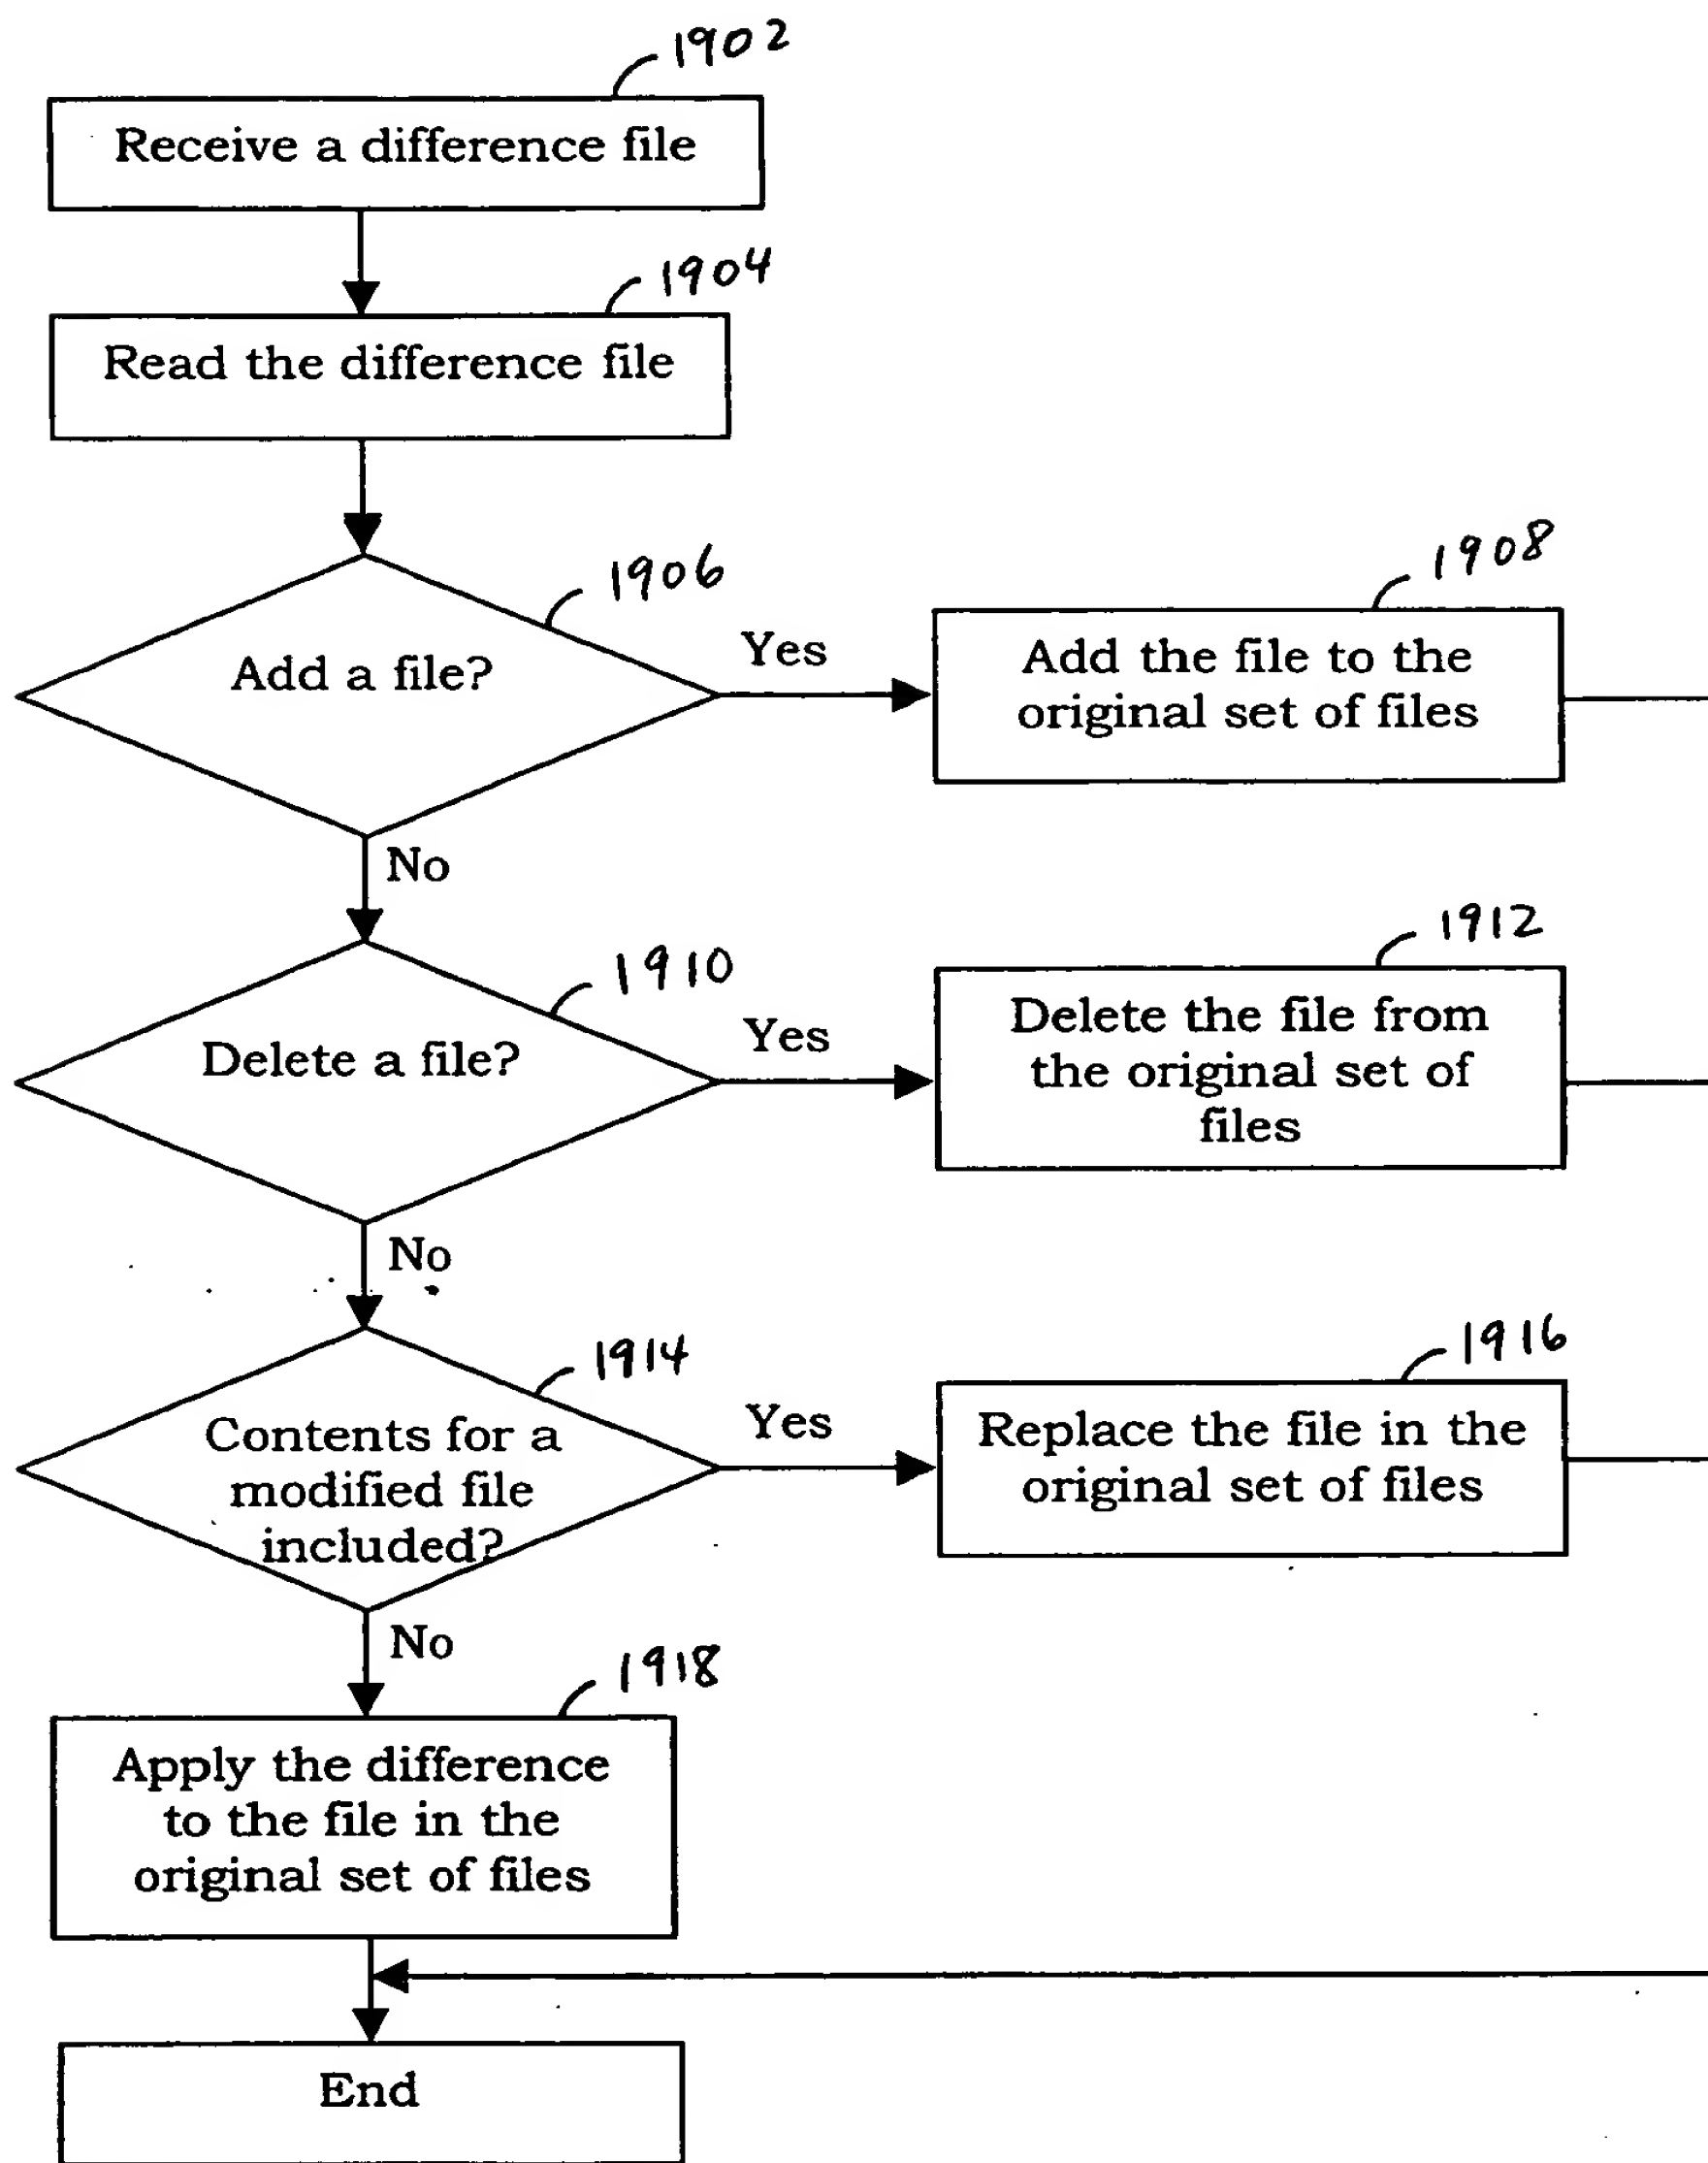 1902
Receive a difference file
1904
Read the difference file
1906
Add a file?
Yes
1908
Add the file to the
original set of files
No
1910
Delete a file?
Yes
1912
Delete the file from
the original set of
files
No
1914
Contents for a
modified file
included?
Yes
1916
Replace the file in the
original set of files
No
1918
Apply the difference
to the file in the
original set of files
End